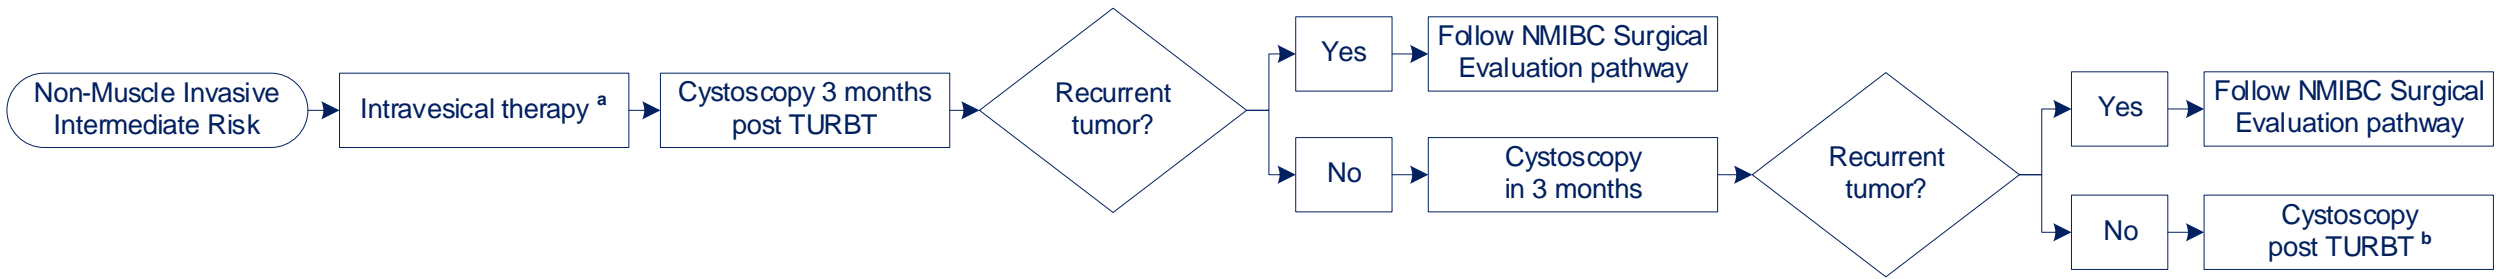 Non-Muscle Invasive
Intermediate Risk
Intravesical therapy a
Cystoscopy 3 months
post TURBT
Recurrent
tumor?
Yes
Follow NMIBC Surgical
Evaluation pathway
No
Cystoscopy
in 3 months
Recurrent
tumor?
Yes
Follow NMIBC Surgical
Evaluation pathway
No
Cystoscopy
post TURBT b